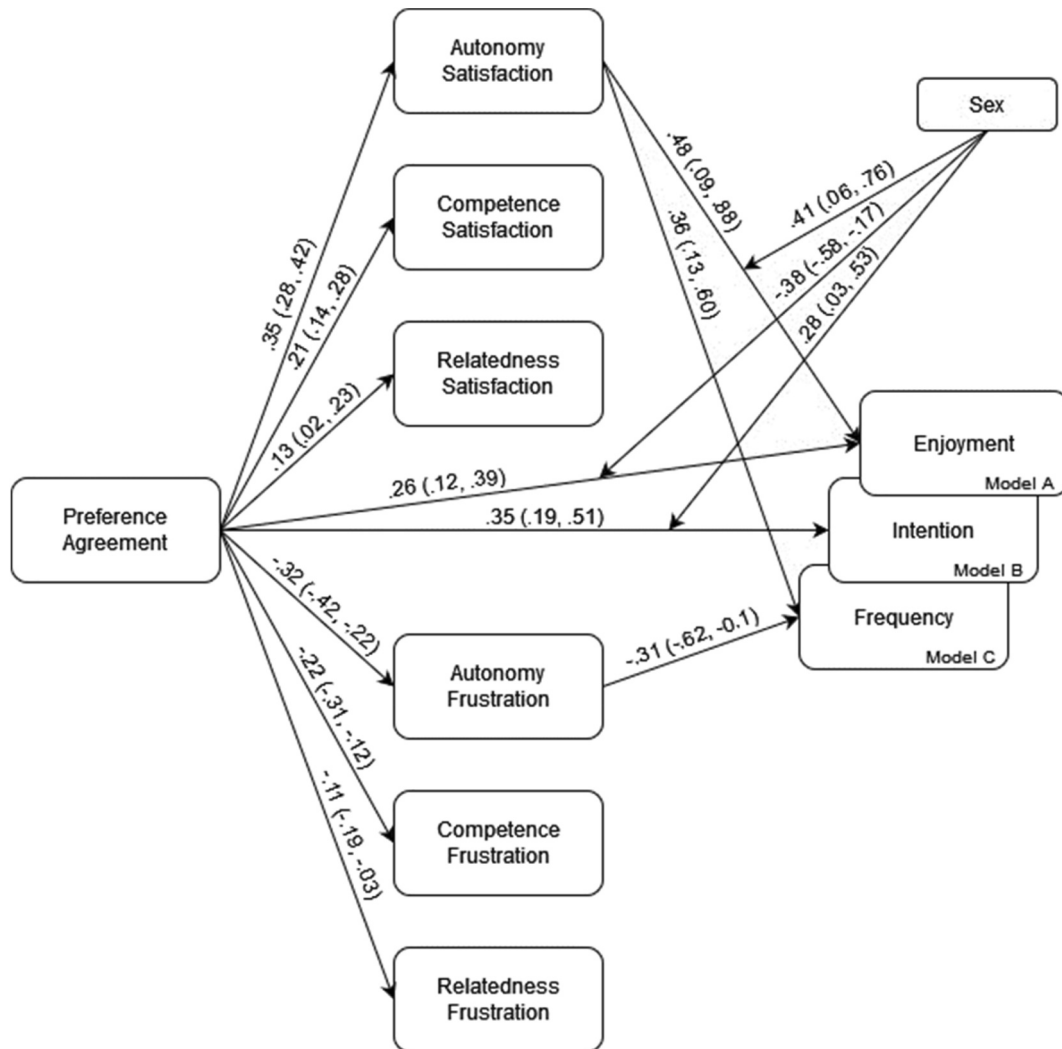 Autonomy
Satisfaction
Sex
.48 (.09, .88)
.41 (.06, .76)
Competence
Satisfaction
.36 (.13, .60)
-.38 (-.58, -.17)
.28 (.03, .53)
.35 (.28, .42)
.21 (.14, .28)
Relatedness
Satisfaction
.13 (.02, .23)
Enjoyment
Model A
.26 (.12, .39)
Preference
Agreement
.35 (.19, .51)
Intention
Model B
-.32 (-.42, -.22)
Frequency
Model C
-.31 (-.62, -0.1)
Autonomy
Frustration
-.22 (-.31, -.12)
-.11 (-.19, -.03)
Competence
Frustration
Relatedness
Frustration